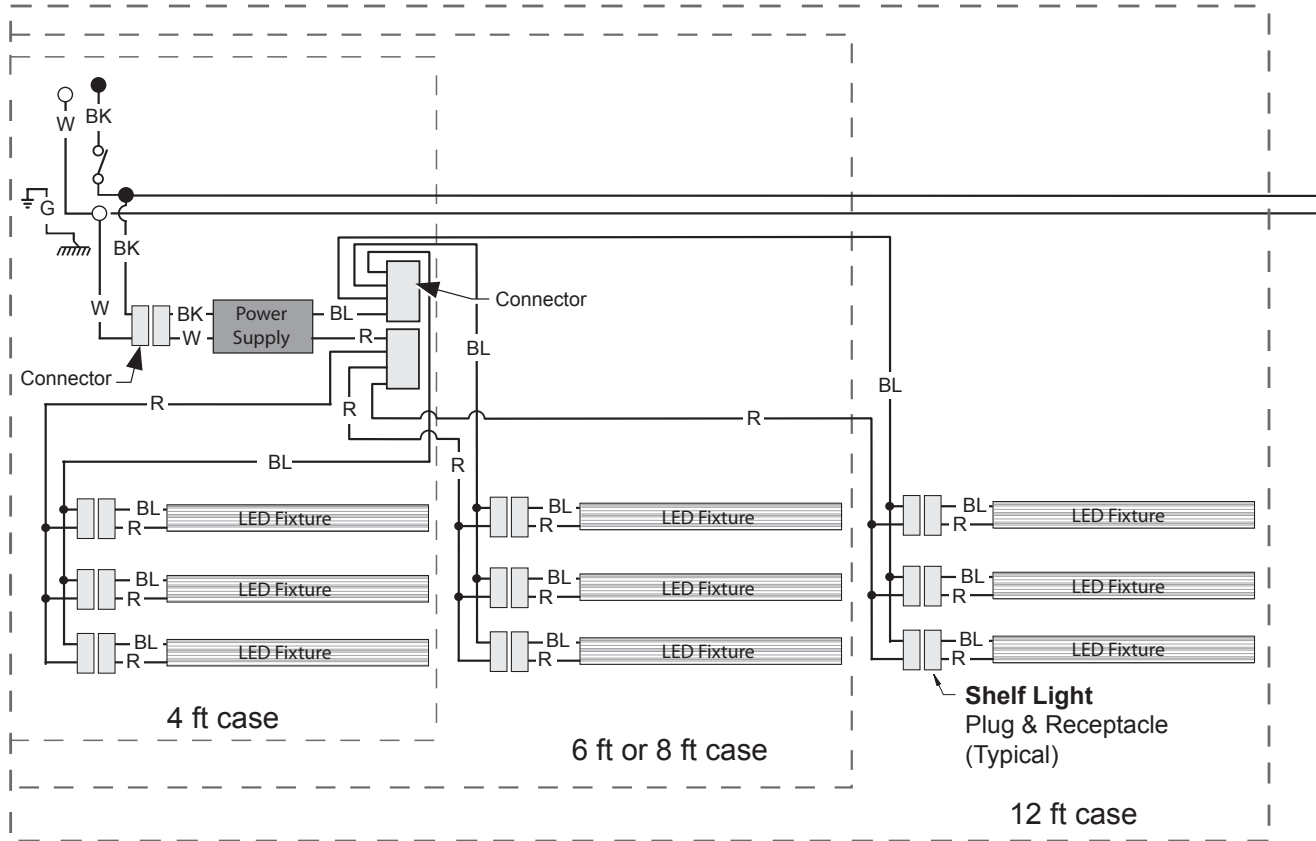 W
BK
G
BK
W
BK
W
Power
Supply
BL
R
Connector
Connector
BL
BL
R
R
R
BL
R
BL
R
LED Fixture
BL
R
LED Fixture
BL
R
LED Fixture
BL
R
LED Fixture
BL
R
LED Fixture
BL
R
LED Fixture
BL
R
LED Fixture
BL
R
LED Fixture
BL
R
LED Fixture
Shelf Light
Plug & Receptacle
(Typical)
4 ft case
6 ft or 8 ft case
12 ft case